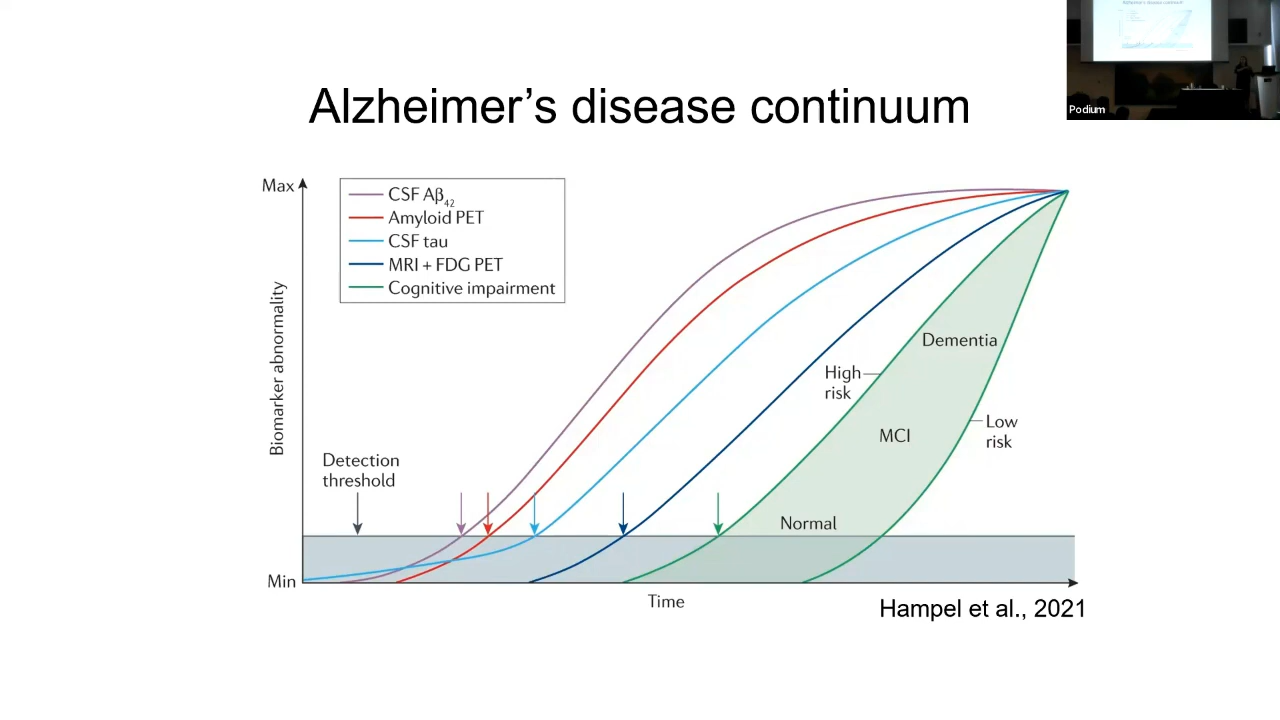 Alzheimer's disease continuum
Podium
Max
CSF Aβ42
Amyloid PET
CSF tau
MRI + FDG PET
Cognitive impairment
Biomarker abnormality
Dementia
High
risk
MCI
Low
risk
Detection
threshold
Normal
Min
Time
Hampel et al., 2021